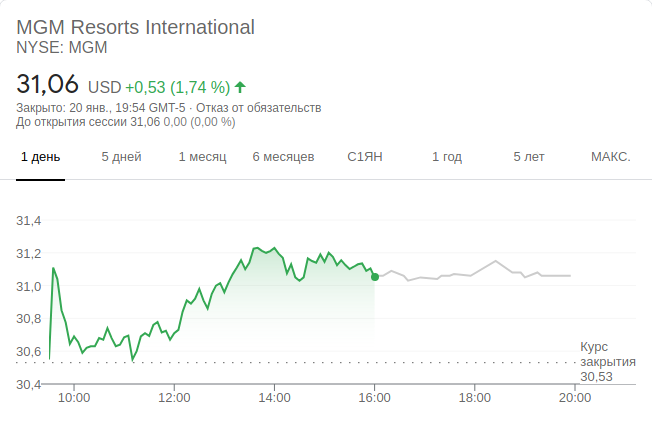 MGM Resorts International
NYSE: MGM
31,06 USD +0,53 (1,74 %)
Закрыто: 20 янв., 19:54 GMT-5 · Отказ от обязательств
До открытия сессии 31,06 0,00 (0,00 %)
1 день 5 дней 1 месяц 6 месяцев С1ЯН 1 год 5 лет МАКС.
31,4
31,2
31,0
30,8
30,6
30,4
Курс
закрытия
30,53
10:00 12:00 14:00 16:00 18:00 20:00